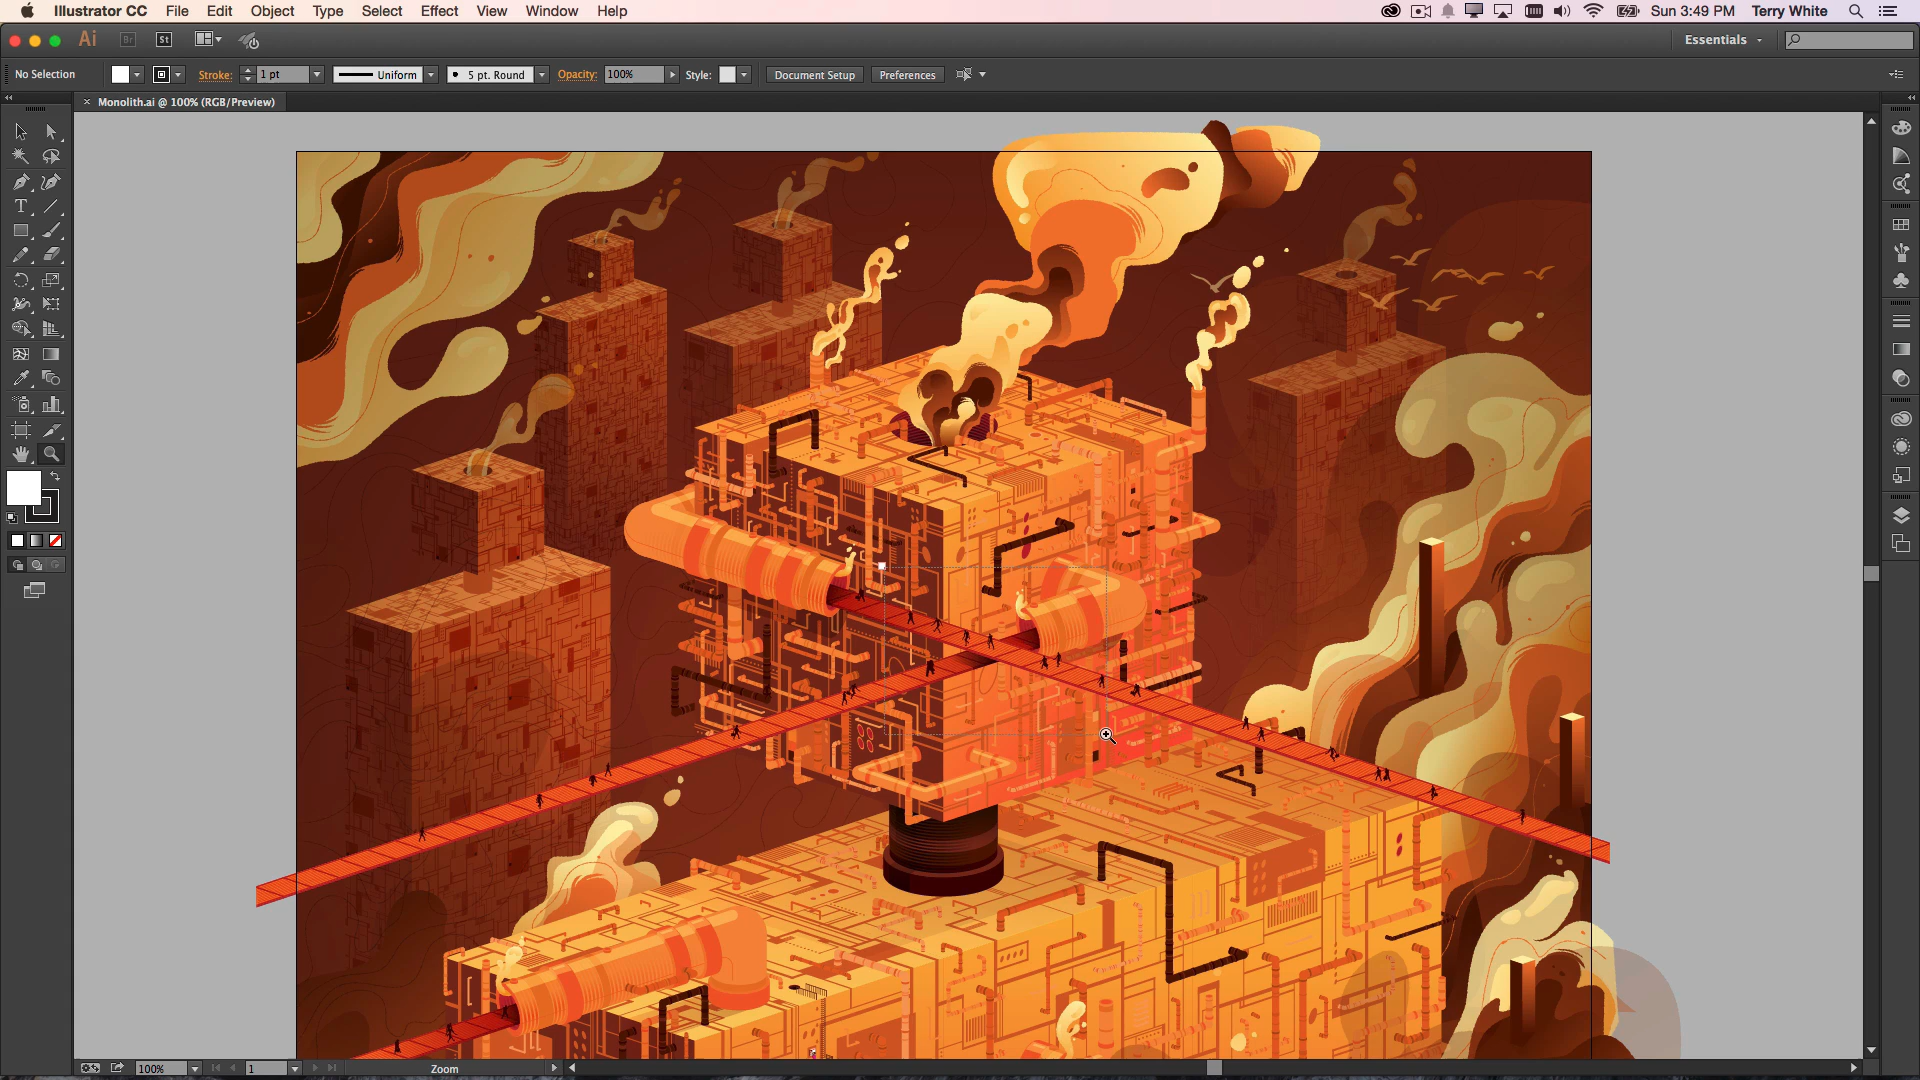 Illustrator CC File Edit Object Type Select Effect View Window Help Sun 3:49 PM Terry White
Ai Br St Essentials
No Selection Stroke: 1 pt Uniform 5 pt. Round Opacity: 100% Style: Document Setup Preferences
Monolith.ai @ 100% (RGB/Preview)
T
100% 1 Zoom